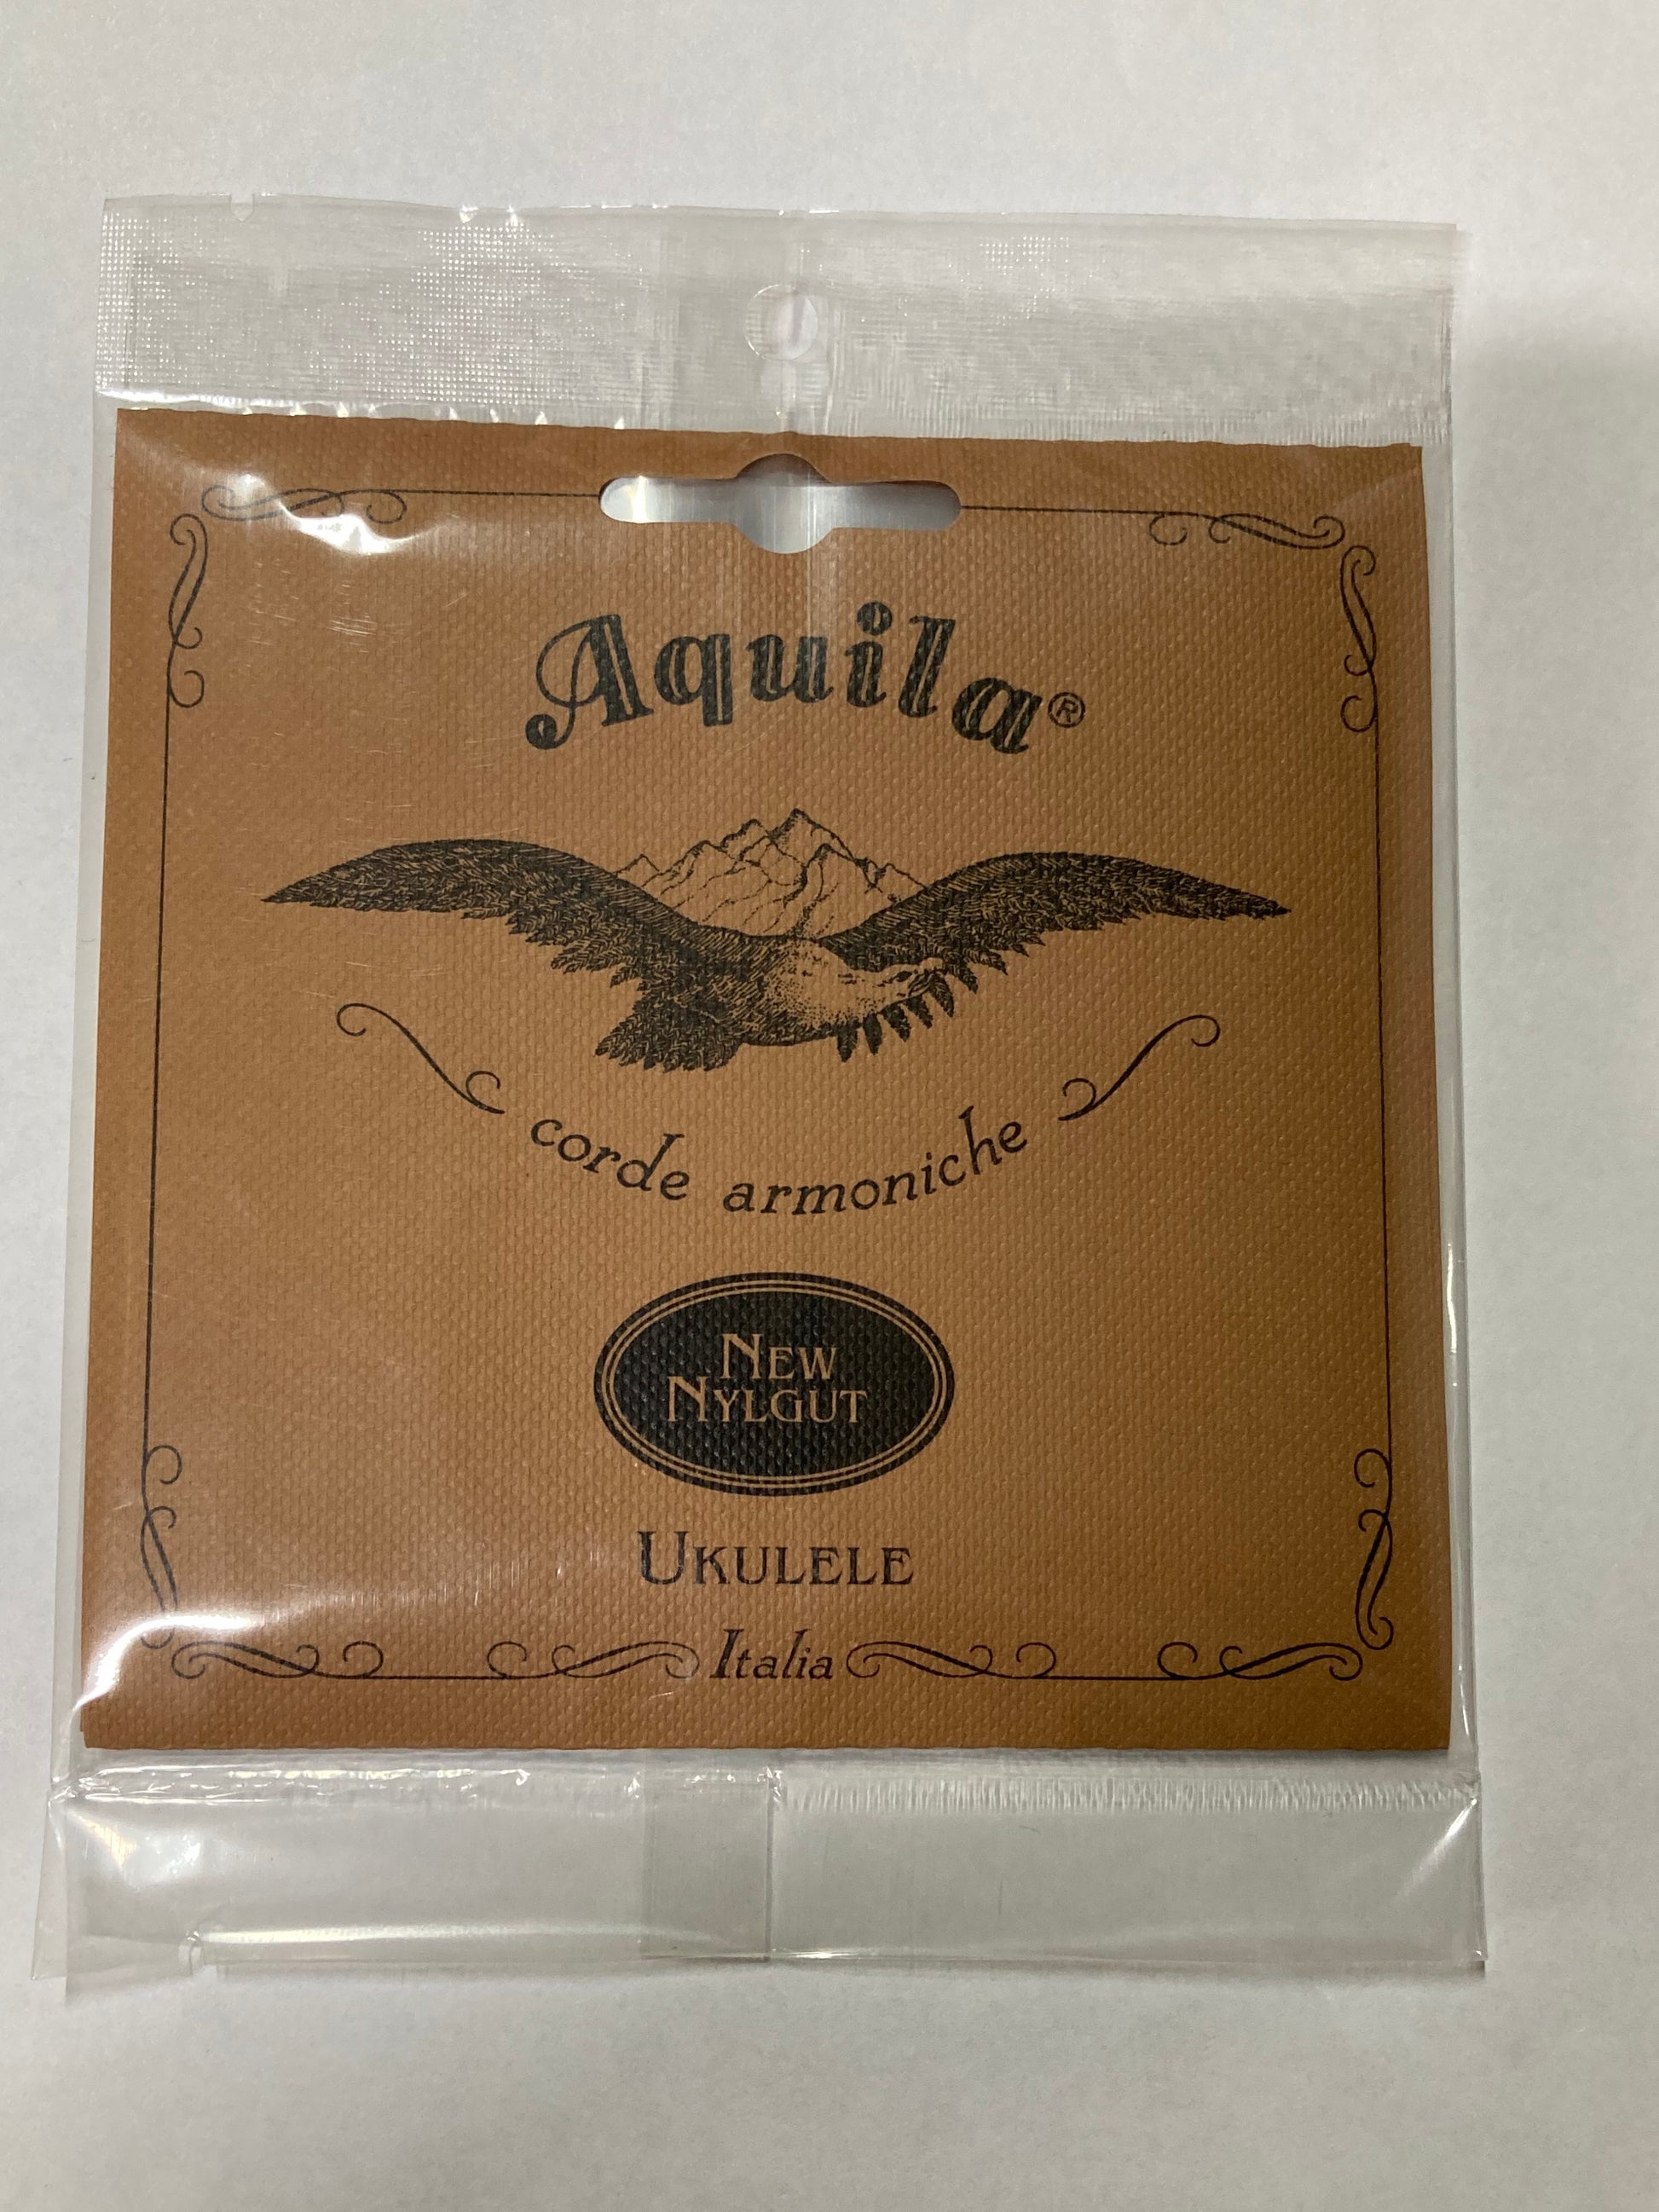 Aquila®
corde armoniche
NEW
NYLGUT
UKULELE
Italia